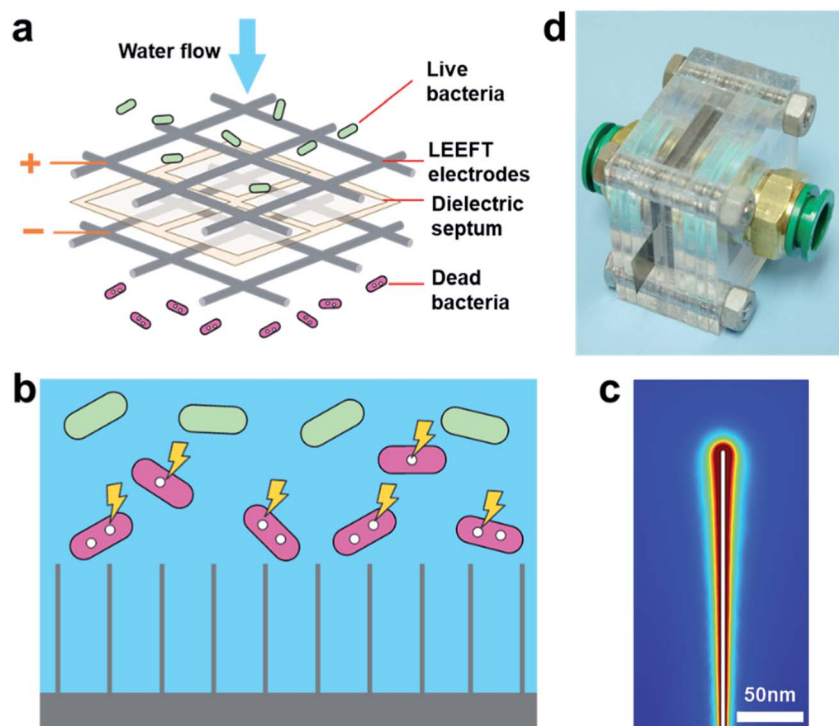 a
Water flow
Live
bacteria
LEEFT
electrodes
Dielectric
septum
Dead
bacteria
+
−
d
b
c
50nm